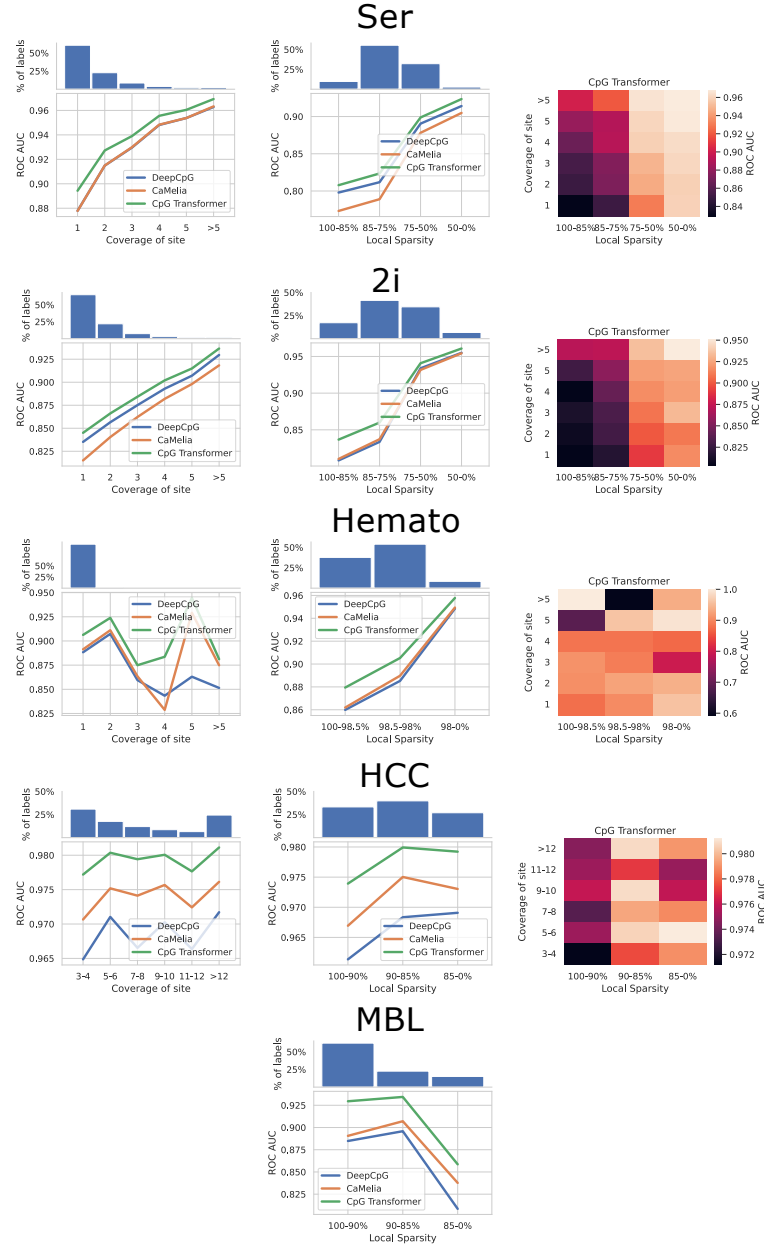 Ser
% of labels
50%
25%
ROC AUC
0.96
0.94
0.92
0.90
0.88
DeepCpG
CaMelia
CpG Transformer
1 2 3 4 5 >5
Coverage of site
% of labels
50%
25%
ROC AUC
0.90
0.85
0.80
DeepCpG
CaMelia
CpG Transformer
100-85% 85-75% 75-50% 50-0%
Local Sparsity
CpG Transformer
Coverage of site
>5
5
4
3
2
1
100-85% 85-75% 75-50% 50-0%
Local Sparsity
0.96
0.94
0.92
0.90
0.88
0.86
0.84
ROC AUC
2i
% of labels
50%
25%
ROC AUC
0.925
0.900
0.875
0.850
0.825
DeepCpG
CaMelia
CpG Transformer
1 2 3 4 5 >5
Coverage of site
% of labels
50%
25%
ROC AUC
0.95
0.85
DeepCpG
CaMelia
CpG Transformer
100-85% 85-75% 75-50% 50-0%
Local Sparsity
CpG Transformer
Coverage of site
>5
5
4
3
2
1
100-85% 85-75% 75-50% 50-0%
Local Sparsity
0.950
0.925
0.900
0.875
0.850
0.825
ROC AUC
Hemato
% of labels
50%
25%
ROC AUC
0.950
0.925
0.900
0.875
0.850
0.825
DeepCpG
CaMelia
CpG Transformer
1 2 3 4 5 >5
Coverage of site
% of labels
50%
25%
ROC AUC
0.96
0.94
0.92
0.90
0.88
0.86
DeepCpG
CaMelia
CpG Transformer
100-98.5% 98.5-98% 98-0%
Local Sparsity
CpG Transformer
Coverage of site
>5
5
4
3
2
1
100-98.5% 98.5-98% 98-0%
Local Sparsity
1.0
0.9
0.8
0.7
0.6
ROC AUC
HCC
% of labels
50%
25%
ROC AUC
0.980
0.975
0.970
0.965
DeepCpG
CaMelia
CpG Transformer
3-4 5-6 7-8 9-10 11-12 >12
Coverage of site
% of labels
50%
25%
ROC AUC
0.980
0.975
0.970
0.965
DeepCpG
CaMelia
CpG Transformer
100-90% 90-85% 85-0%
Local Sparsity
CpG Transformer
Coverage of site
>12
11-12
9-10
7-8
5-6
3-4
100-90% 90-85% 85-0%
Local Sparsity
0.980
0.978
0.976
0.974
0.972
ROC AUC
MBL
% of labels
50%
25%
ROC AUC
0.925
0.900
0.875
0.850
0.825
DeepCpG
CaMelia
CpG Transformer
100-90% 90-85% 85-0%
Local Sparsity